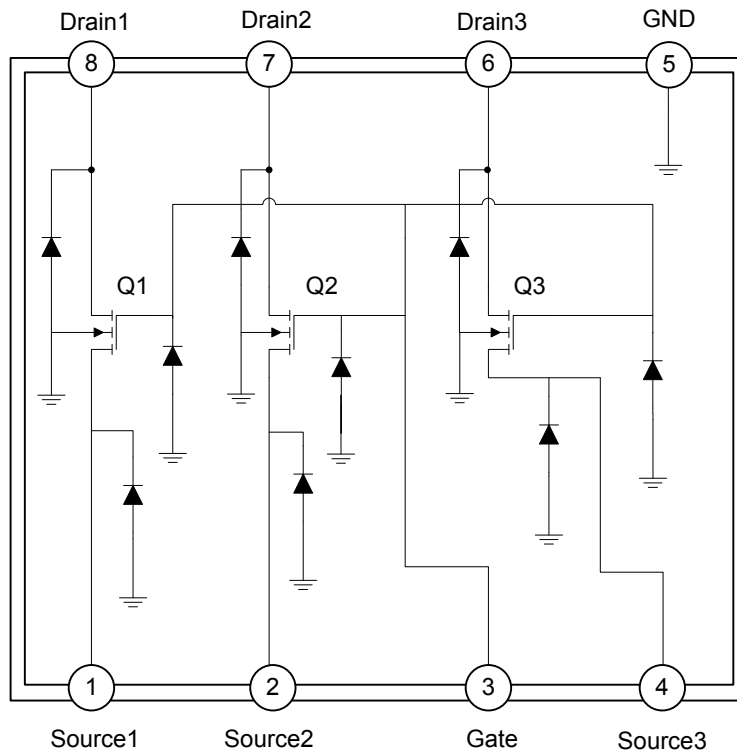 Drain1
Drain2
Drain3
GND
8
7
6
5
Q1
Q2
Q3
1
2
3
4
Source1
Source2
Gate
Source3